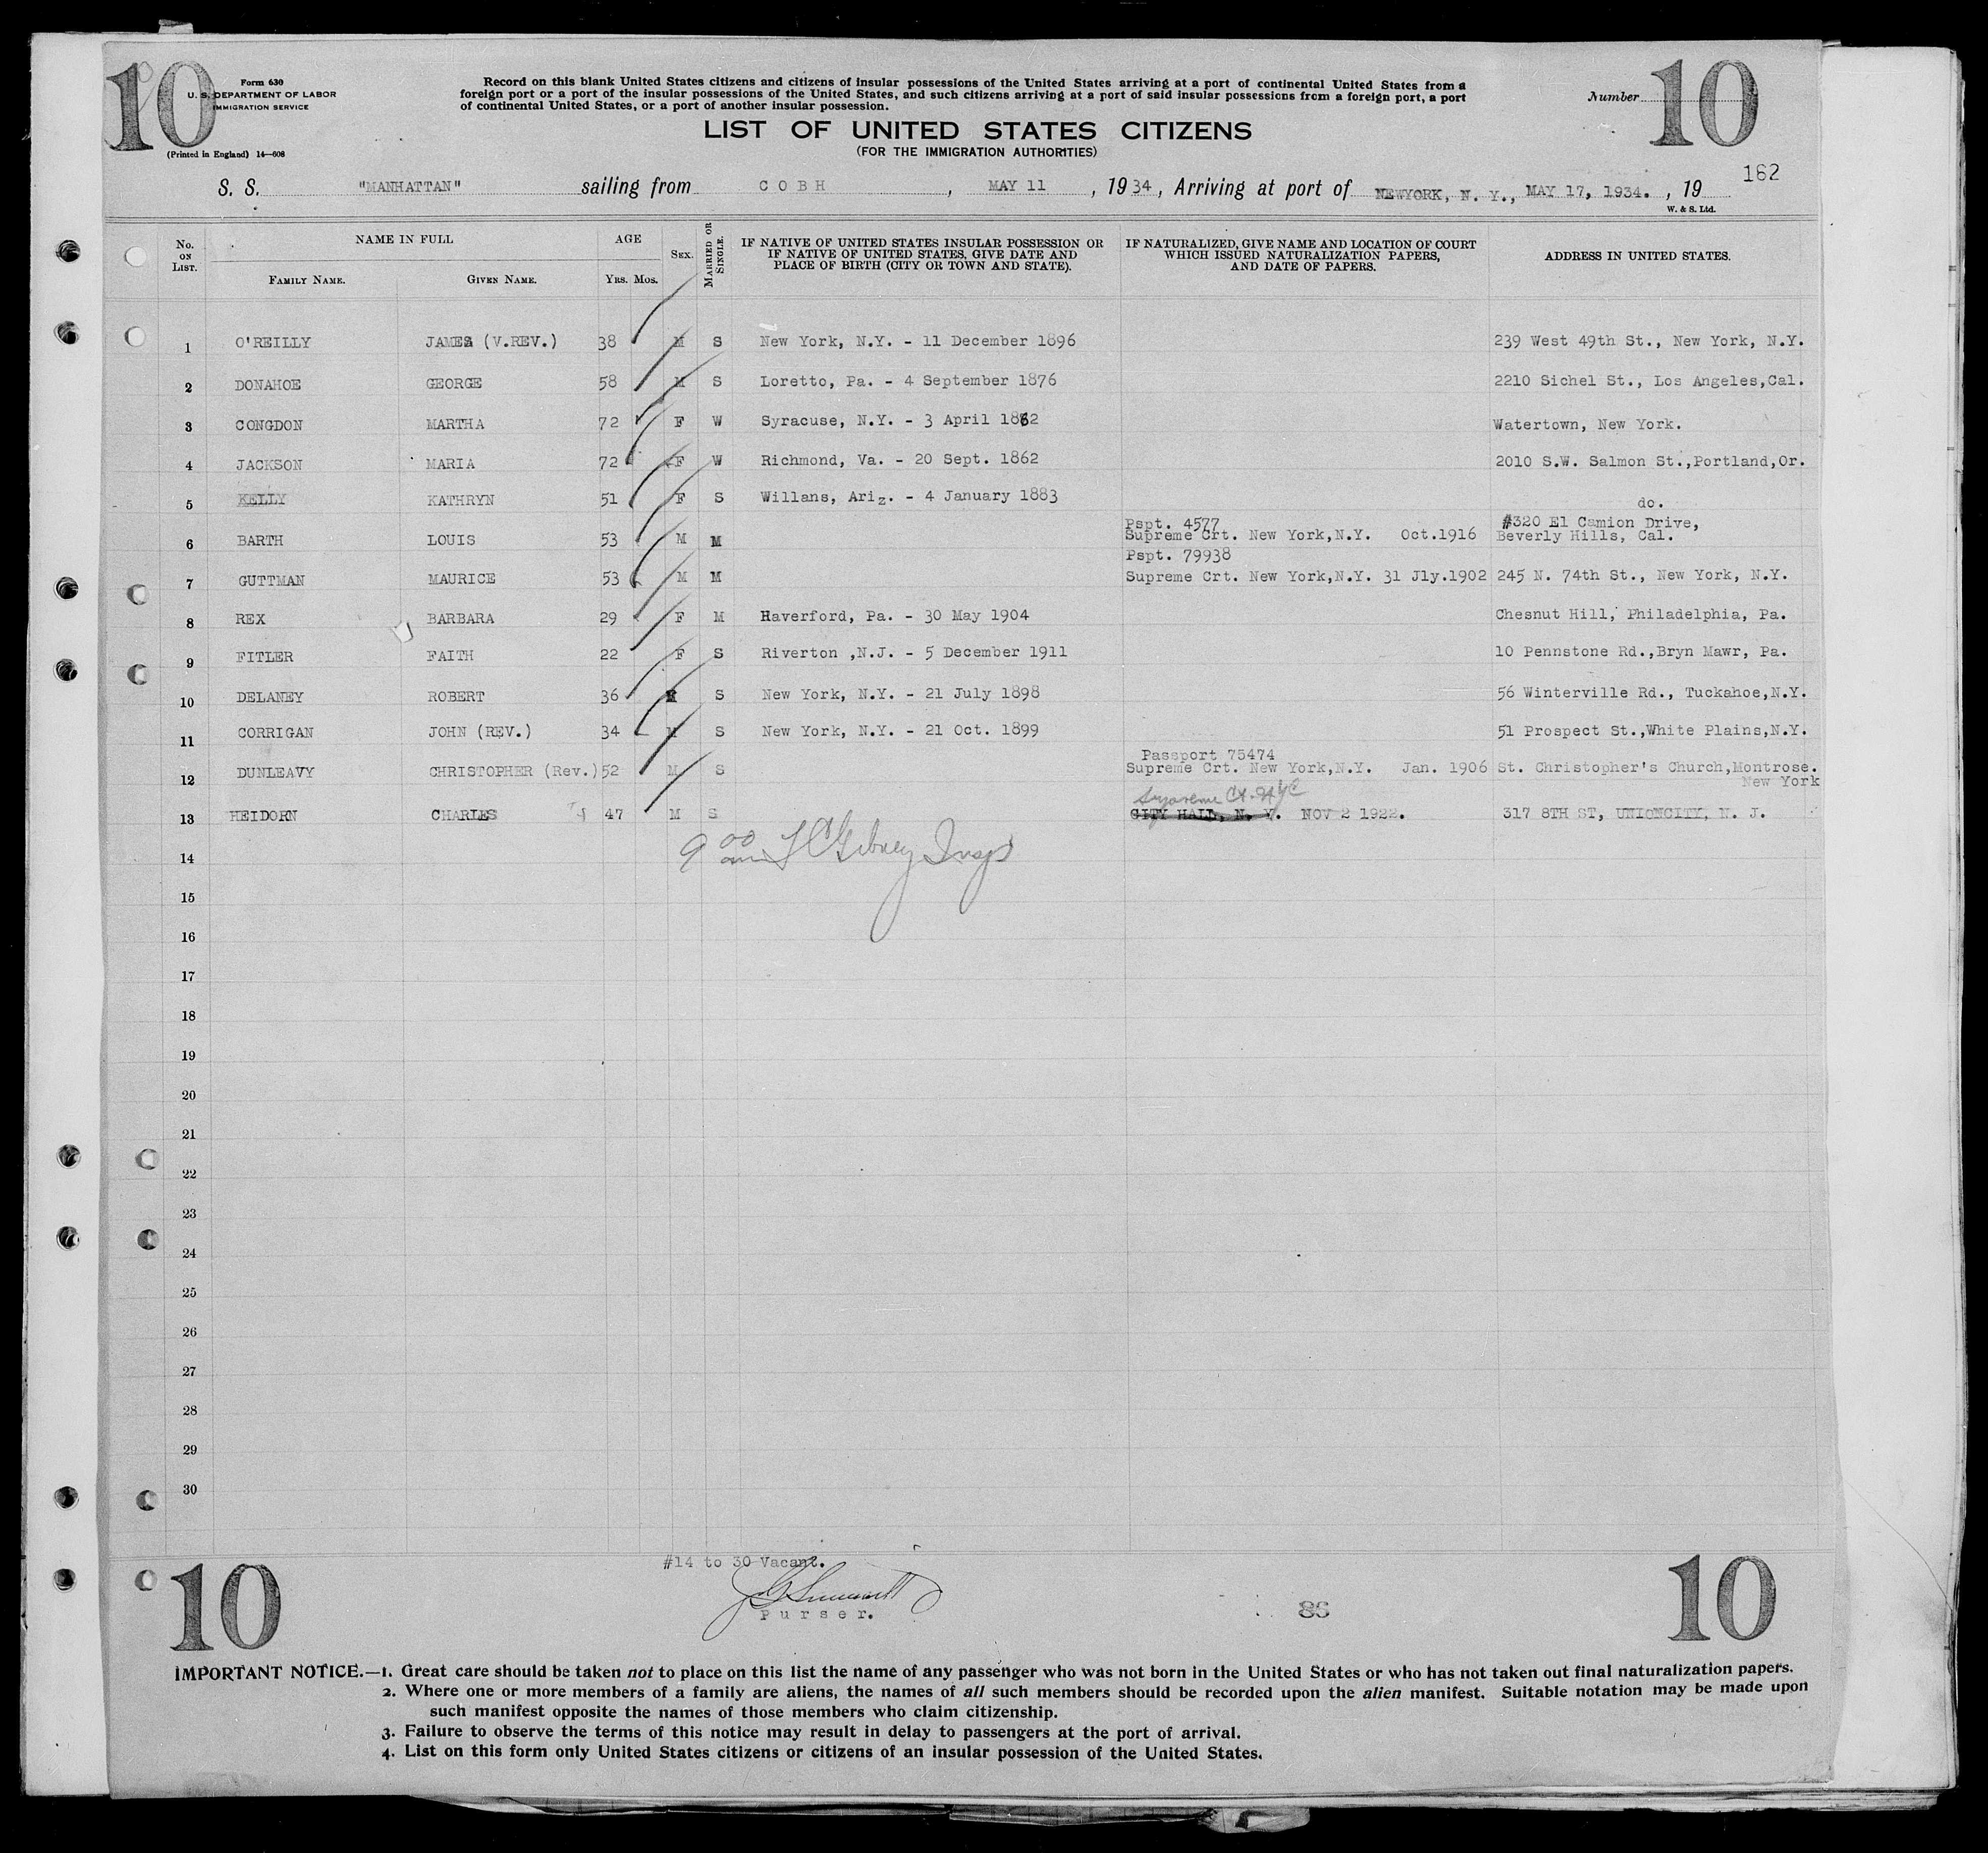 10 10
Form 630
U. S. DEPARTMENT OF LABOR
IMMIGRATION SERVICE
(Printed in England) 14—608
Record on this blank United States citizens and citizens of insular possessions of the United States arriving at a port of continental United States from a
foreign port or a port of the insular possessions of the United States, and such citizens arriving at a port of said insular possessions from a foreign port, a port
of continental United States, or a port of another insular possession.
Number
LIST OF UNITED STATES CITIZENS
(FOR THE IMMIGRATION AUTHORITIES)
162
S. S. "MANHATTAN" sailing from COBH, MAY 11, 1934, Arriving at port of NEWYORK, N. Y., MAY 17, 1934., 19
W. & S. Ltd.
No. ON LIST. NAME IN FULL AGE SEX. MARRIED OR SINGLE. IF NATIVE OF UNITED STATES INSULAR POSSESSION OR IF NATIVE OF UNITED STATES, GIVE DATE AND PLACE OF BIRTH (CITY OR TOWN AND STATE). IF NATURALIZED, GIVE NAME AND LOCATION OF COURT WHICH ISSUED NATURALIZATION PAPERS, AND DATE OF PAPERS. ADDRESS IN UNITED STATES.
FAMILY NAME. GIVEN NAME. YRS. MOS.
1 O'REILLY JAMES (V.REV.) 38 M S New York, N.Y. - 11 December 1896 239 West 49th St., New York, N.Y.
2 DONAHOE GEORGE 58 M S Loretto, Pa. - 4 September 1876 2210 Sichel St., Los Angeles,Cal.
3 CONGDON MARTHA 72 F W Syracuse, N.Y. - 3 April 1862 Watertown, New York.
4 JACKSON MARIA 72 F W Richmond, Va. - 20 Sept. 1862 2010 S.W. Salmon St.,Portland,Or.
5 KELLY KATHRYN 51 F S Willans, Ariz. - 4 January 1883 do.
Pspt. 4577 #320 El Camion Drive,
6 BARTH LOUIS 53 M M Supreme Crt. New York,N.Y. Oct.1916 Beverly Hills, Cal.
Pspt. 79938
7 GUTTMAN MAURICE 53 M M Supreme Crt. New York,N.Y. 31 Jly.1902 245 N. 74th St., New York, N.Y.
8 REX BARBARA 29 F M Haverford, Pa. - 30 May 1904 Chesnut Hill, Philadelphia, Pa.
9 FITLER FAITH 22 F S Riverton ,N.J. - 5 December 1911 10 Pennstone Rd.,Bryn Mawr, Pa.
10 DELANEY ROBERT 36 M S New York, N.Y. - 21 July 1898 56 Winterville Rd., Tuckahoe,N.Y.
11 CORRIGAN JOHN (REV.) 34 M S New York, N.Y. - 21 Oct. 1899 51 Prospect St.,White Plains,N.Y.
Passport 75474
12 DUNLEAVY CHRISTOPHER (Rev.) 52 M S Supreme Crt. New York,N.Y. Jan. 1906 St. Christopher's Church,Montrose.
New York
Supreme Ct. NYC
13 HEIDORN CHARLES 47 M S CITY HALL, N. Y. NOV 2 1922. 317 8TH ST, UNIONCITY, N. J.
14 9 00 am Insp
15
16
17
18
19
20
21
22
23
24
25
26
27
28
29
30
#14 to 30 Vacant.
Purser.
86
10 10
IMPORTANT NOTICE.—1. Great care should be taken not to place on this list the name of any passenger who was not born in the United States or who has not taken out final naturalization papers.
2. Where one or more members of a family are aliens, the names of all such members should be recorded upon the alien manifest. Suitable notation may be made upon
such manifest opposite the names of those members who claim citizenship.
3. Failure to observe the terms of this notice may result in delay to passengers at the port of arrival.
4. List on this form only United States citizens or citizens of an insular possession of the United States.